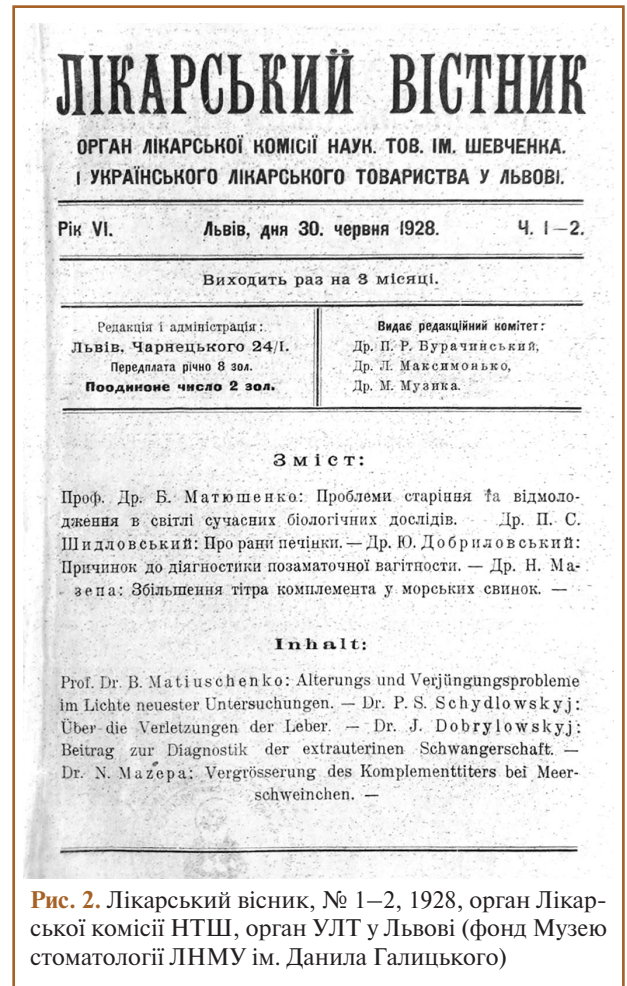 ЛІКАРСЬКИЙ ВІСТНИК
ОРГАН ЛІКАРСЬКОЇ КОМІСІЇ НАУК. ТОВ. ІМ. ШЕВЧЕНКА.
І УКРАЇНСЬКОГО ЛІКАРСЬКОГО ТОВАРИСТВА У ЛЬВОВІ.
Рік VI. Львів, дня 30. червня 1928. Ч. 1—2.
Виходить раз на 3 місяці.
Редакція і адміністрація:
Львів, Чарнецького 24/I.
Передплата річно 8 зол.
Поодиноке число 2 зол.
Видає редакційний комітет:
Др. П. Р. Бурачинський,
Др. Л. Максимонько,
Др. М. Музика.
Зміст:
Проф. Др. Б. Матюшенко: Проблеми старіння та відмоло-
дження в світлі сучасних біологічних дослідів. Др. П. С.
Шидловський: Про рани печінки. — Др. Ю. Добриловський:
Причинок до діягностики позаматочної вагітности. — Др. Н. Ма-
зепа: Збільшення тітра комплемента у морських свинок. —
Inhalt:
Prof. Dr. B. Matiuschenko: Alterungs und Verjüngungsprobleme
im Lichte neuester Untersuchungen. — Dr. P. S. Schydlowskyj:
Über die Verletzungen der Leber. — Dr. J. Dobrylowskyj:
Beitrag zur Diagnostik der extrauterinen Schwangerschaft. —
Dr. N. Mazepa: Vergrösserung des Komplementtiters bei Meer-
schweinchen. —
Рис. 2. Лікарський вісник, № 1–2, 1928, орган Лікар-
ської комісії НТШ, орган УЛТ у Львові (фонд Музею
стоматології ЛНМУ ім. Данила Галицького)